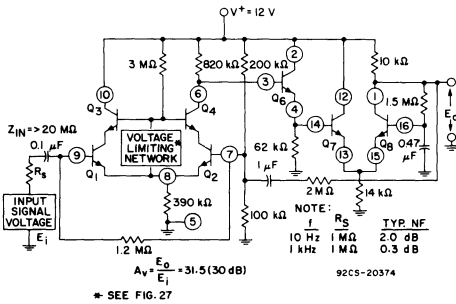 V+ = 12 V
3 MΩ
820 kΩ
200 kΩ
10 kΩ
10
6
3
2
12
1
Q3
Q4
Q6
4
1.5 MΩ
Eo
VOLTAGE LIMITING NETWORK *
14
Q7
Q8
16
0.47 μF
ZIN = > 20 MΩ
0.1 μF
RS
9
Q1
Q2
7
62 kΩ
13
15
1 μF
2 MΩ
8
390 kΩ
5
100 kΩ
14 kΩ
INPUT SIGNAL VOLTAGE
Ei
1.2 MΩ
NOTE:
f RS TYP. NF
10 Hz 1 MΩ 2.0 dB
1 kHz 1 MΩ 0.3 dB
Av = Eo/Ei = 31.5 (30 dB)
92CS-20374
* SEE FIG. 27